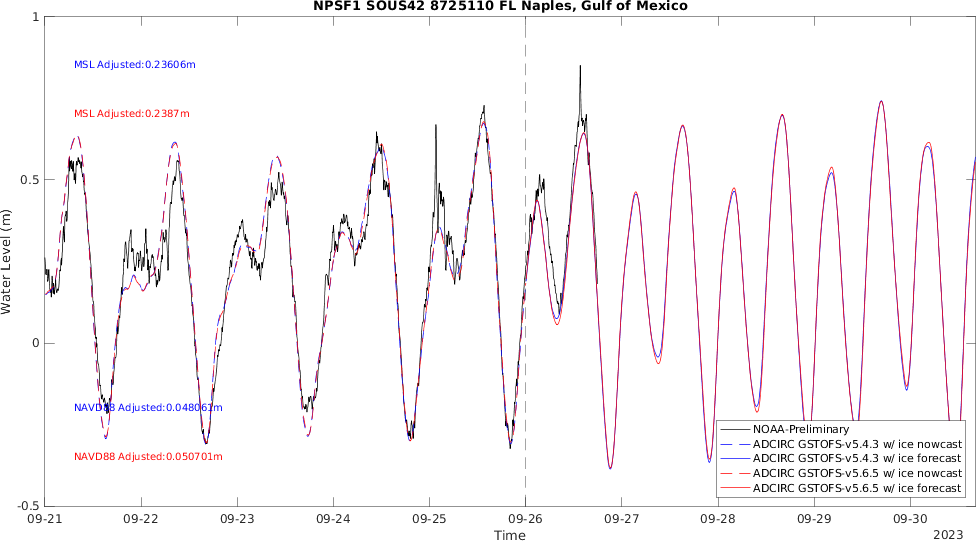 NPSF1 SOUS42 8725110 FL Naples, Gulf of Mexico
1
MSL Adjusted:0.23606m
MSL Adjusted:0.2387m
0.5
Water Level (m)
0
NAVD88 Adjusted:0.048061m
NAVD88 Adjusted:0.050701m
NOAA-Preliminary
ADCIRC GSTOFS-v5.4.3 w/ ice nowcast
ADCIRC GSTOFS-v5.4.3 w/ ice forecast
ADCIRC GSTOFS-v5.6.5 w/ ice nowcast
ADCIRC GSTOFS-v5.6.5 w/ ice forecast
-0.5
09-21 09-22 09-23 09-24 09-25 09-26 09-27 09-28 09-29 09-30
Time
2023